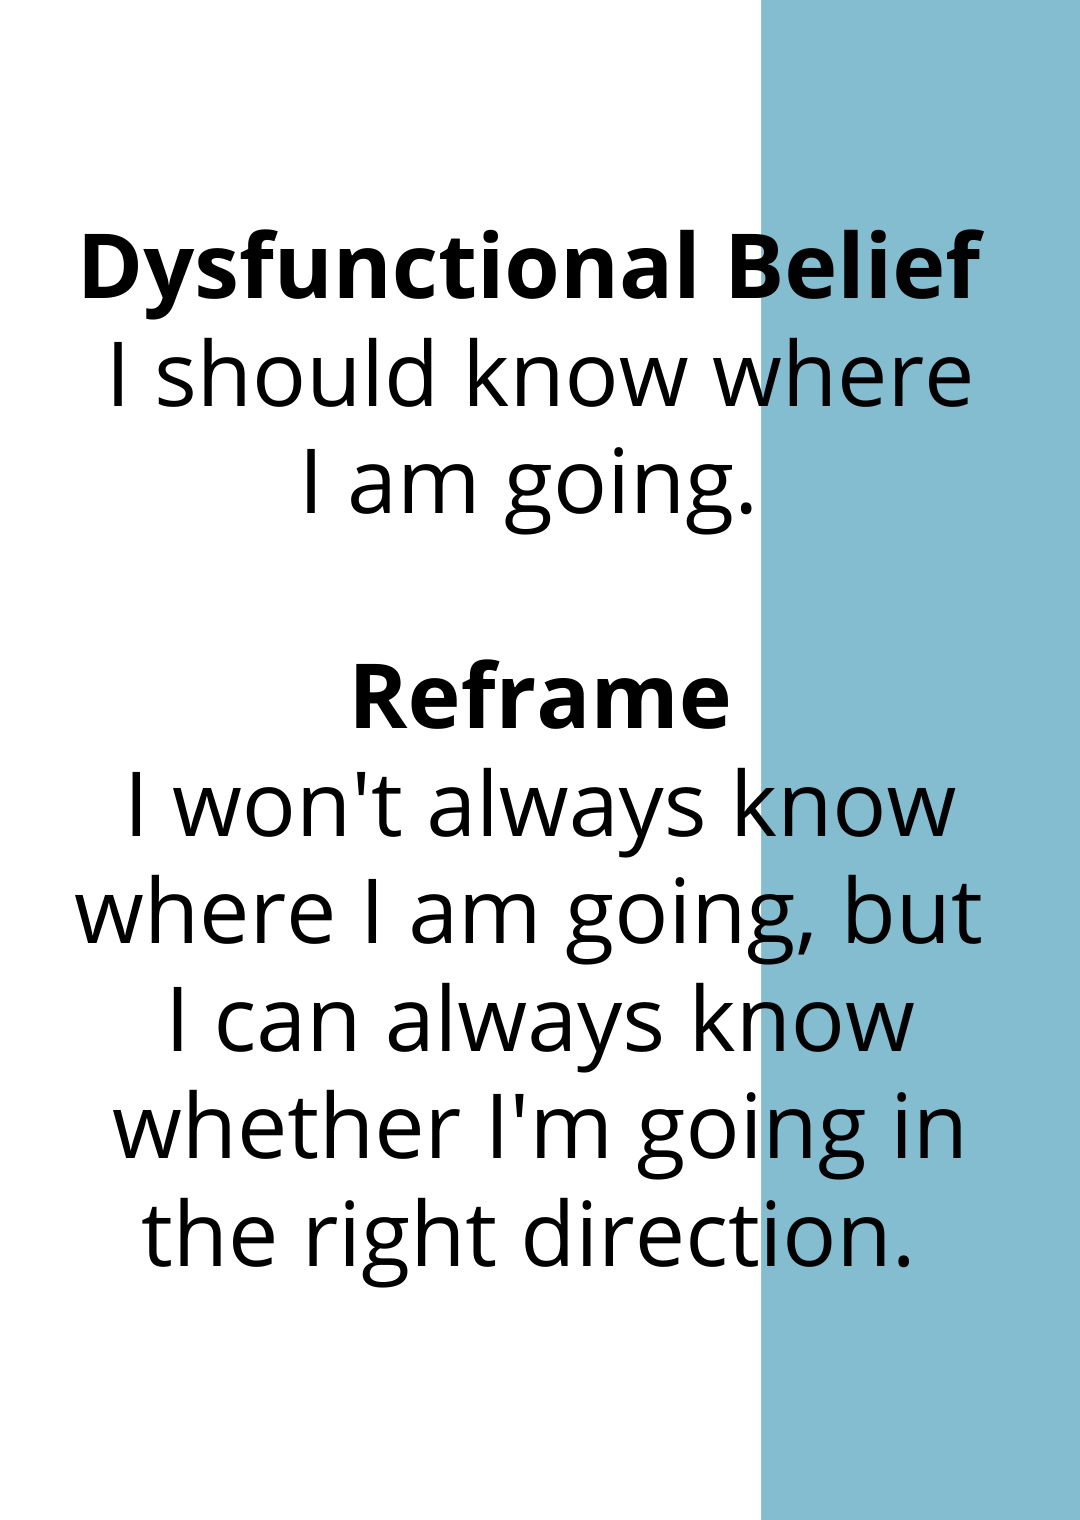 Dysfunctional Belief
I should know where
I am going.
Reframe
I won't always know
where I am going, but
I can always know
whether I'm going in
the right direction.